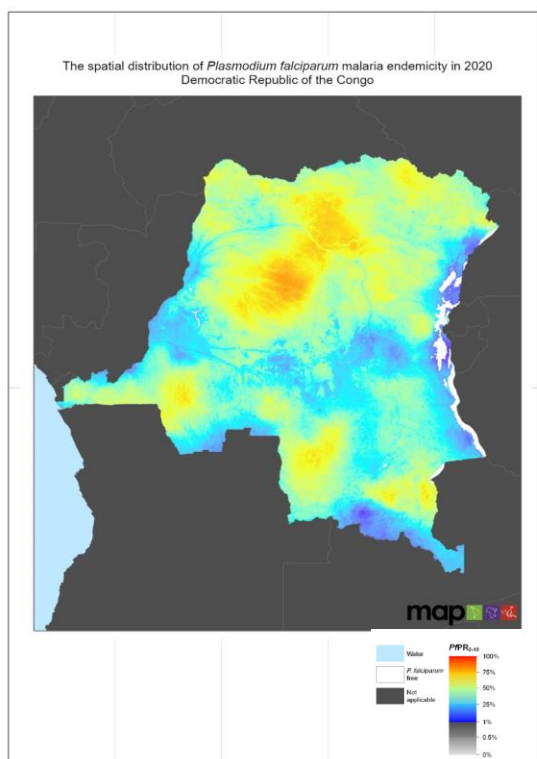 The spatial distribution of Plasmodium falciparum malaria endemicity in 2020
Democratic Republic of the Congo
map
Water
P. falciparum
free
Not
applicable
PfPR₂₋₁₀
100%
75%
50%
25%
1%
0.5%
0%